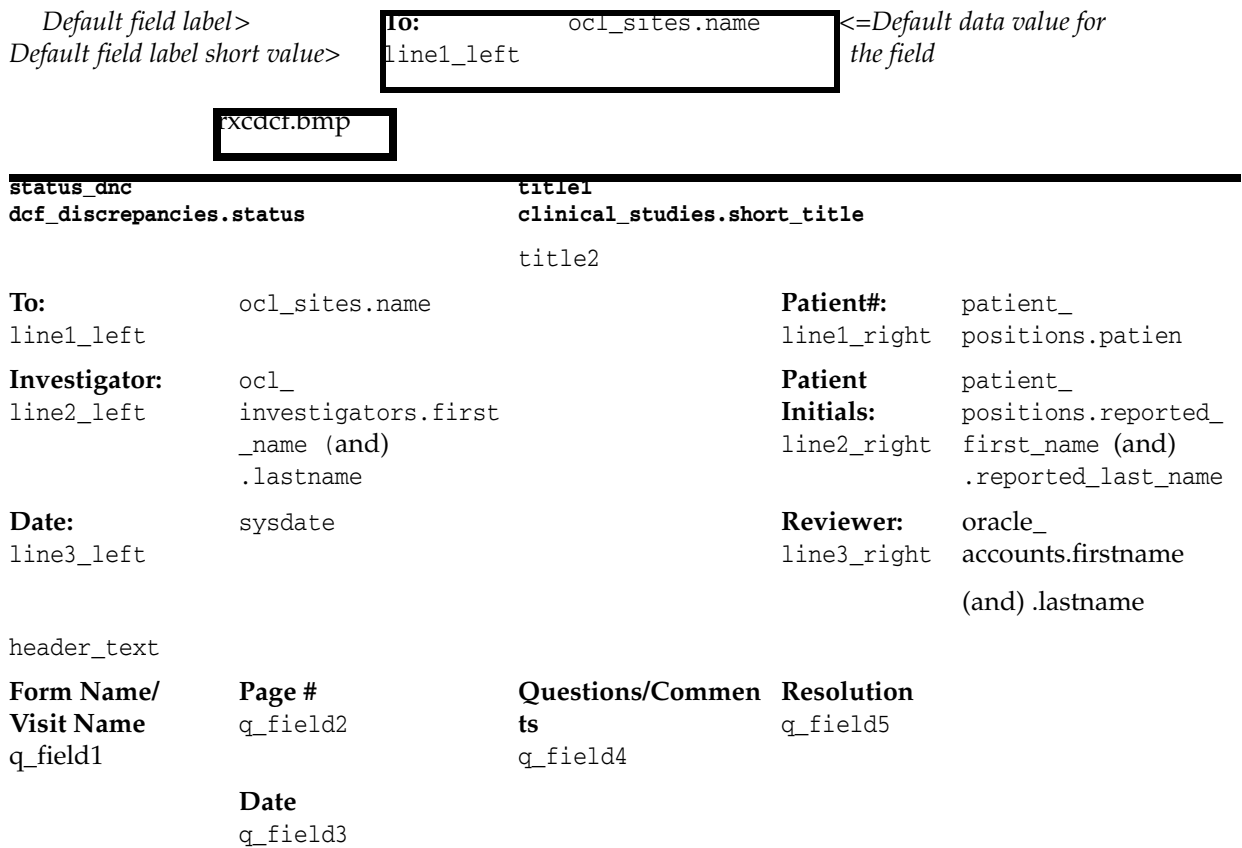 Default field label> To: ocl_sites.name <=Default data value for
Default field label short value> line1_left the field
rxcdcf.bmp
status_dnc title1
dcf_discrepancies.status clinical_studies.short_title
title2
To: ocl_sites.name Patient#: patient_
line1_left line1_right positions.patien
Investigator: ocl_ Patient patient_
line2_left investigators.first Initials: positions.reported_
_name (and) line2_right first_name (and)
.lastname .reported_last_name
Date: sysdate Reviewer: oracle_
line3_left line3_right accounts.firstname
(and) .lastname
header_text
Form Name/ Page # Questions/Commen Resolution
Visit Name q_field2 ts q_field5
q_field1 q_field4
Date
q_field3